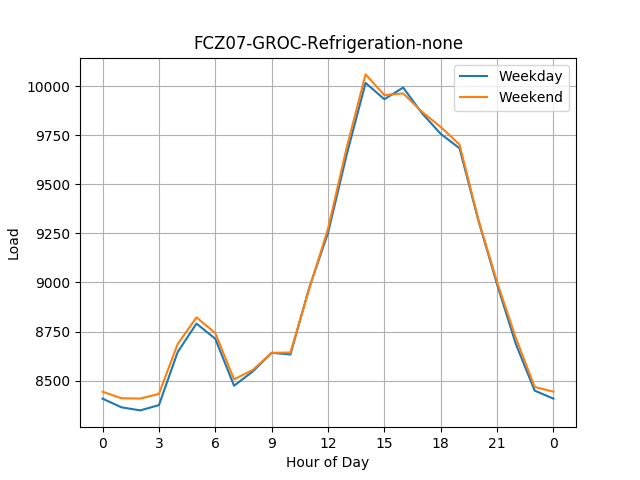 FCZ07-GROC-Refrigeration-none
Weekday
Weekend
Load
10000
9750
9500
9250
9000
8750
8500
0 3 6 9 12 15 18 21 0
Hour of Day